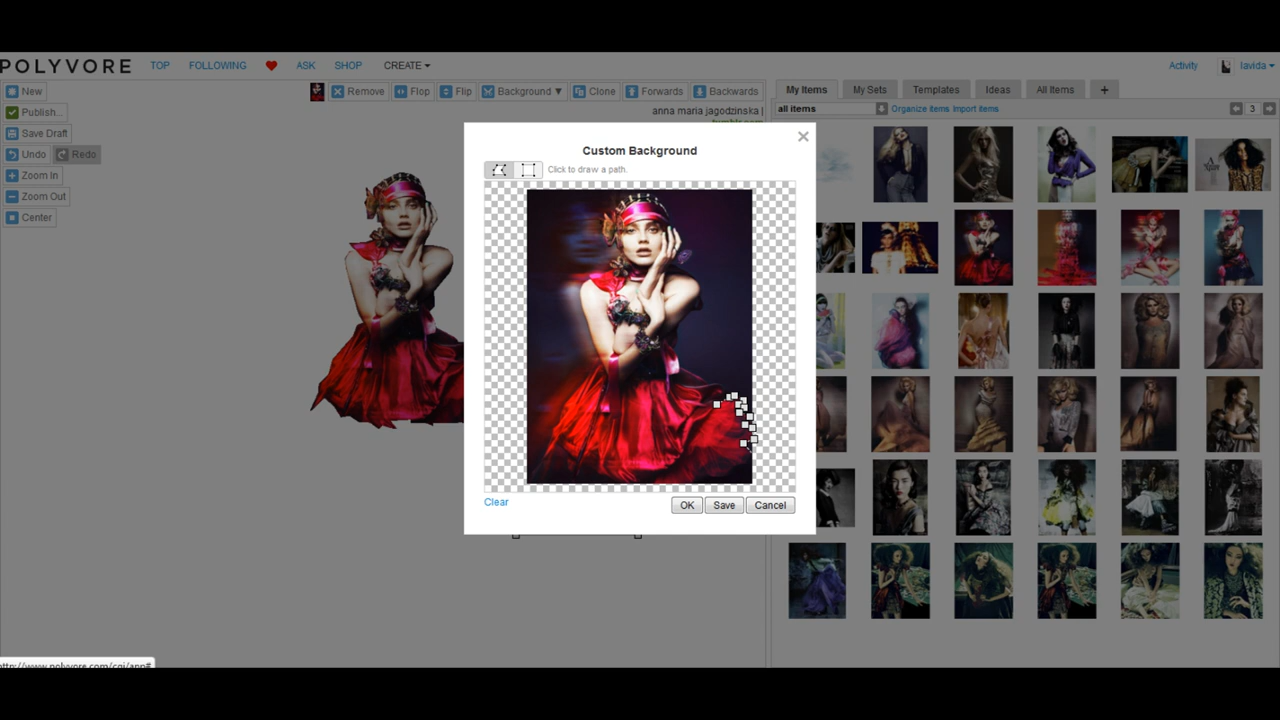 POLYVORE TOP FOLLOWING ASK SHOP CREATE Activity lavida
New
Publish...
Save Draft
Undo Redo
Zoom In
Zoom Out
Center
Remove Flop Flip Background Clone Forwards Backwards
anna maria jagodzinska |
tumblr.com
My Items My Sets Templates Ideas All Items +
all items Organize items Import items 3
Custom Background
Click to draw a path.
Clear OK Save Cancel
http://www.polyvore.com/cgi/app#